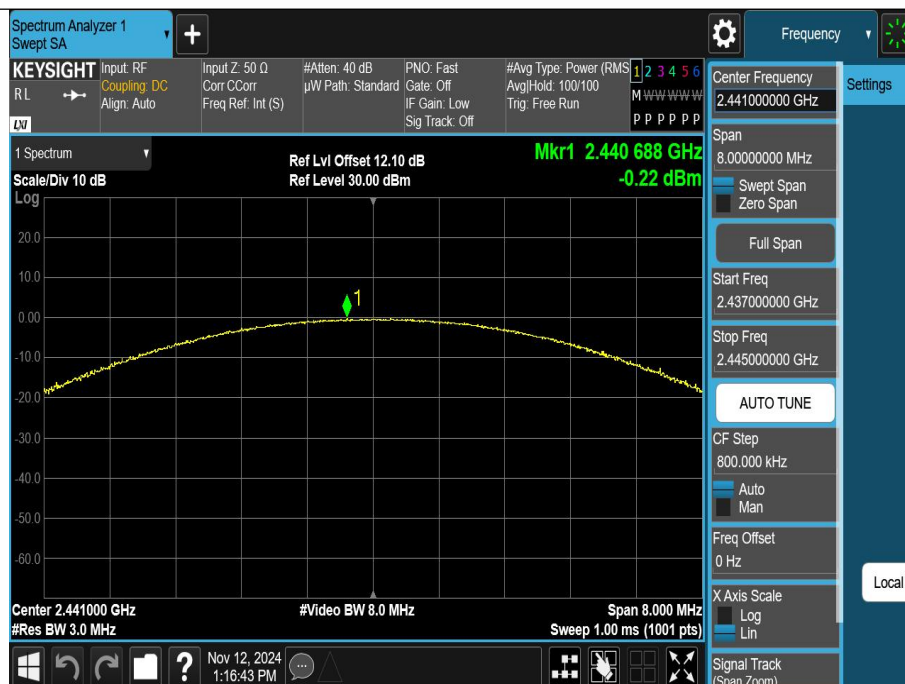 Spectrum Analyzer 1
Swept SA
+
Frequency
KEYSIGHT
RL
LXI
Input: RF
Coupling: DC
Align: Auto
Input Z: 50 Ω
Corr CCorr
Freq Ref: Int (S)
#Atten: 40 dB
µW Path: Standard
PNO: Fast
Gate: Off
IF Gain: Low
Sig Track: Off
#Avg Type: Power (RMS
Avg|Hold: 100/100
Trig: Free Run
1 2 3 4 5 6
M W W W W W
P P P P P P
1 Spectrum
Scale/Div 10 dB
Log
Ref Lvl Offset 12.10 dB
Ref Level 30.00 dBm
Mkr1 2.440 688 GHz
-0.22 dBm
20.0
10.0
0.00
-10.0
-20.0
-30.0
-40.0
-50.0
-60.0
1
Center 2.441000 GHz
#Res BW 3.0 MHz
#Video BW 8.0 MHz
Span 8.000 MHz
Sweep 1.00 ms (1001 pts)
?
Nov 12, 2024
1:16:43 PM
Center Frequency
2.441000000 GHz
Span
8.00000000 MHz
Swept Span
Zero Span
Full Span
Start Freq
2.437000000 GHz
Stop Freq
2.445000000 GHz
AUTO TUNE
CF Step
800.000 kHz
Auto
Man
Freq Offset
0 Hz
X Axis Scale
Log
Lin
Signal Track
(Span Zoom)
Settings
Local